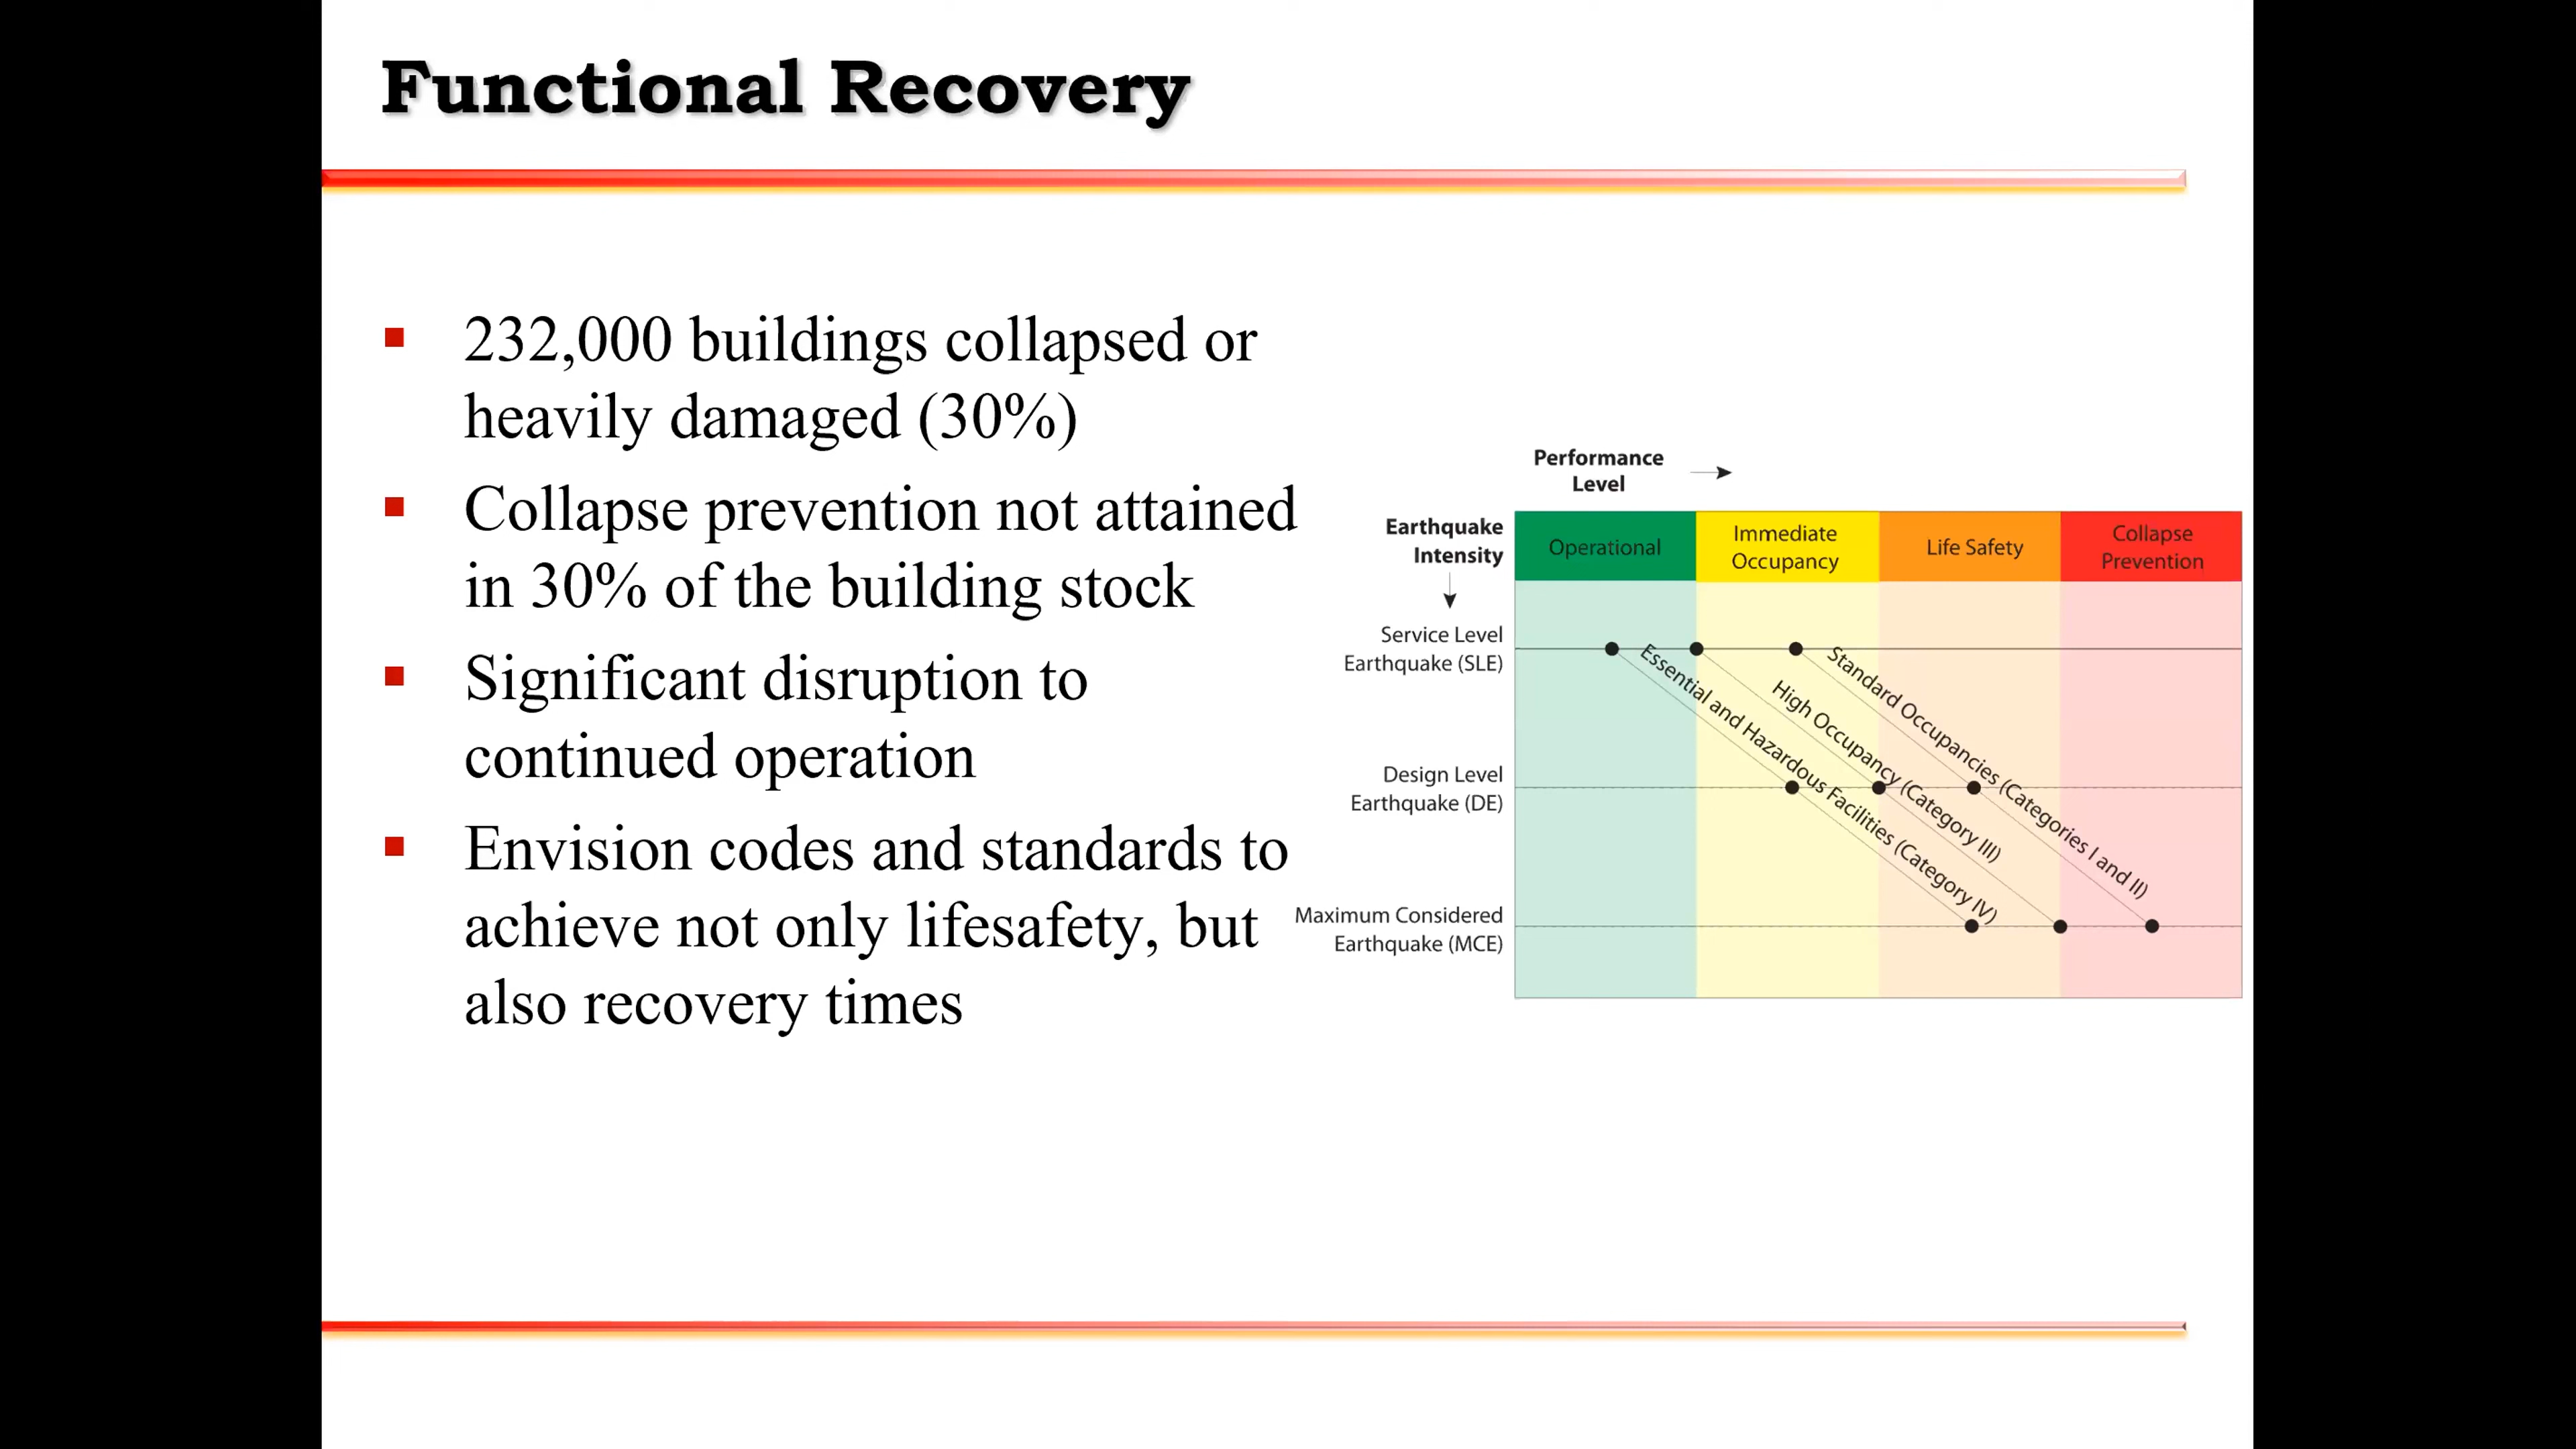 Functional Recovery
232,000 buildings collapsed or
heavily damaged (30%)
Collapse prevention not attained
in 30% of the building stock
Significant disruption to
continued operation
Envision codes and standards to
achieve not only lifesafety, but
also recovery times
Performance
Level
Earthquake
Intensity
Operational
Immediate
Occupancy
Life Safety
Collapse
Prevention
Service Level
Earthquake (SLE)
Design Level
Earthquake (DE)
Maximum Considered
Earthquake (MCE)
Essential and Hazardous Facilities (Category IV)
High Occupancy (Category III)
Standard Occupancies (Categories I and II)